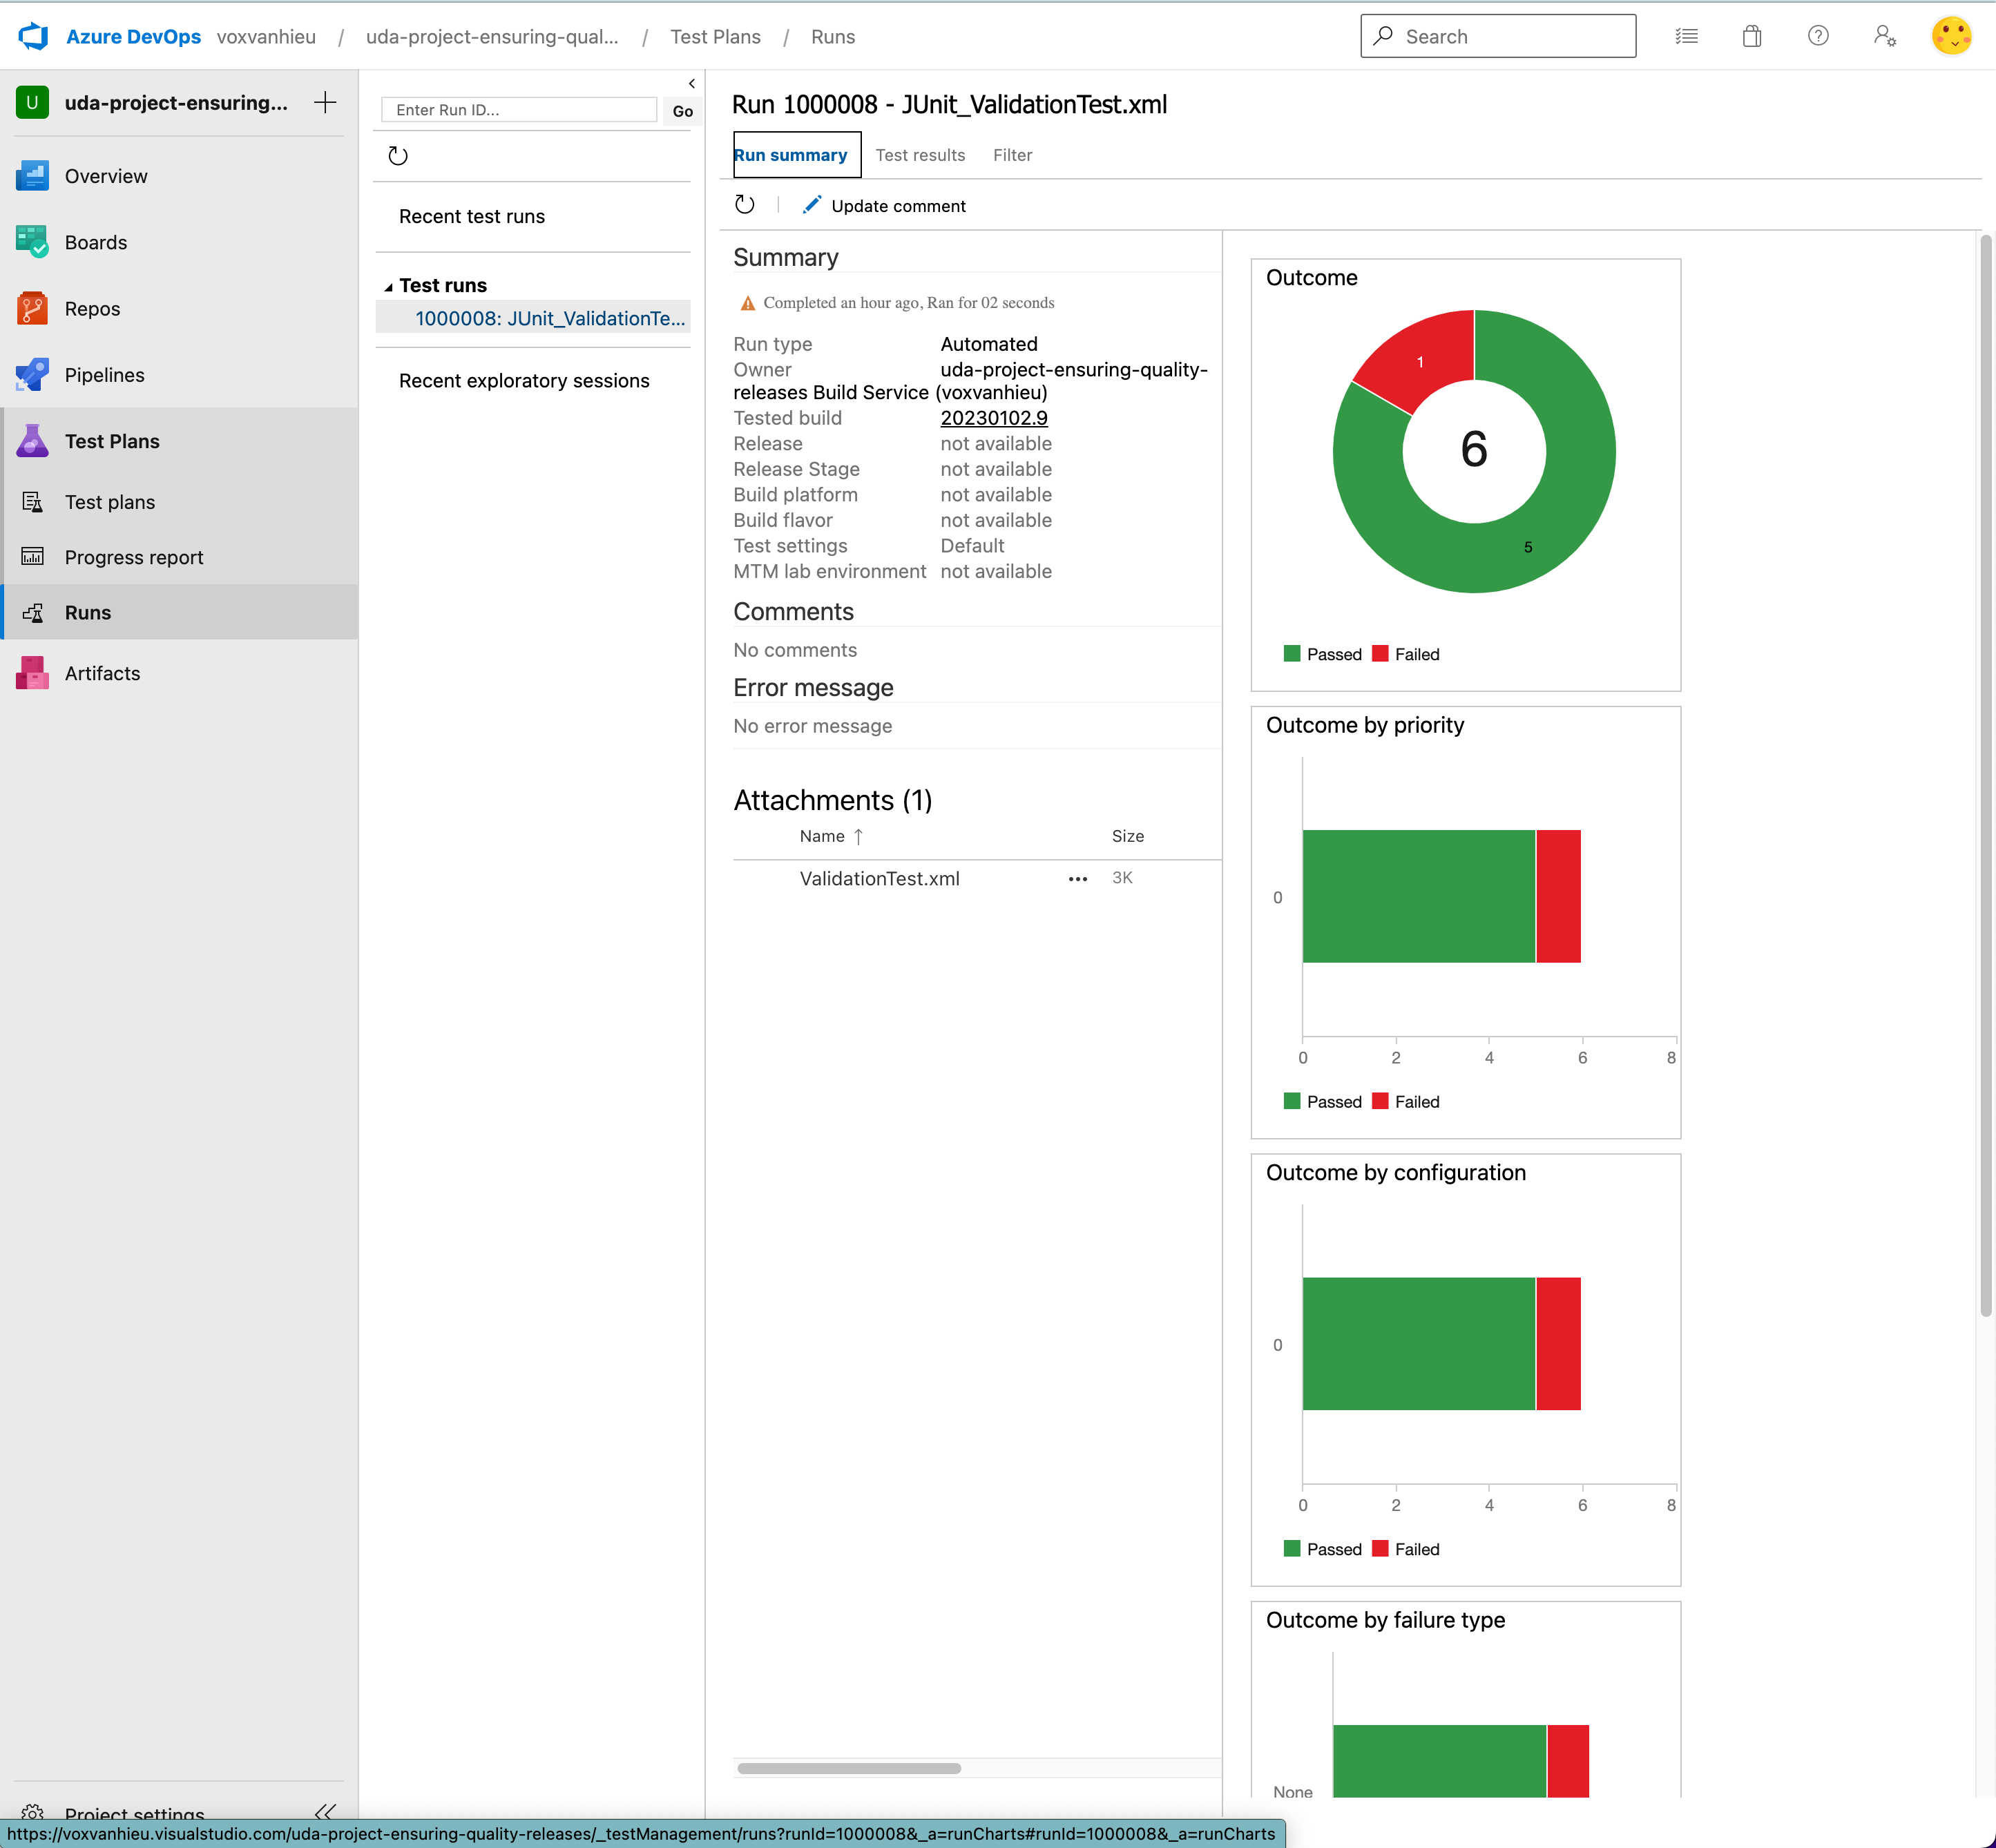 Azure DevOps voxvanhieu / uda-project-ensuring-qual... / Test Plans / Runs
Search
U uda-project-ensuring...
Overview
Boards
Repos
Pipelines
Test Plans
Test plans
Progress report
Runs
Artifacts
Project settings
Enter Run ID...
Go
Recent test runs
Test runs
1000008: JUnit_ValidationTe...
Recent exploratory sessions
Run 1000008 - JUnit_ValidationTest.xml
Run summary Test results Filter
Update comment
Summary
Completed an hour ago, Ran for 02 seconds
Run type Automated
Owner uda-project-ensuring-quality-
releases Build Service (voxvanhieu)
Tested build 20230102.9
Release not available
Release Stage not available
Build platform not available
Build flavor not available
Test settings Default
MTM lab environment not available
Comments
No comments
Error message
No error message
Attachments (1)
Name ↑ Size
ValidationTest.xml ... 3K
Outcome
1
6
5
Passed Failed
Outcome by priority
0
0 2 4 6 8
Passed Failed
Outcome by configuration
0
0 2 4 6 8
Passed Failed
Outcome by failure type
None
https://voxvanhieu.visualstudio.com/uda-project-ensuring-quality-releases/_testManagement/runs?runId=1000008&_a=runCharts#runId=1000008&_a=runCharts